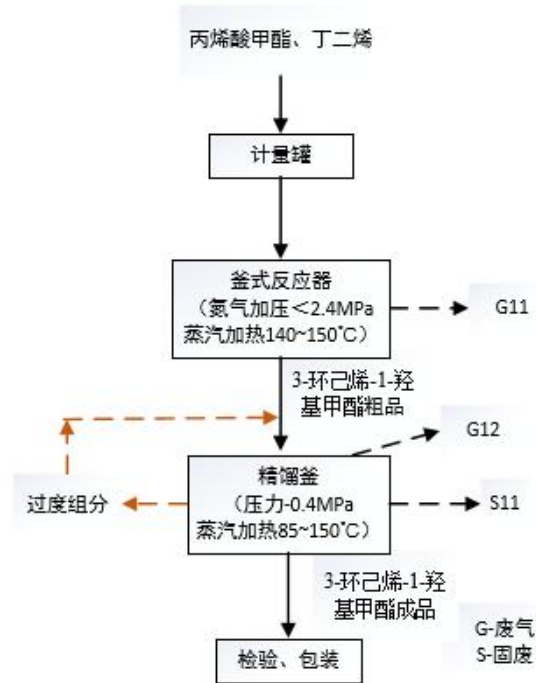 丙烯酸甲酯、丁二烯
计量罐
釜式反应器
（氮气加压＜2.4MPa
蒸汽加热140~150℃）
G11
3-环己烯-1-羟
基甲酯粗品
G12
精馏釜
（压力-0.4MPa
蒸汽加热85~150℃）
过度组分
S11
3-环己烯-1-羟
基甲酯成品
G-废气
S-固废
检验、包装